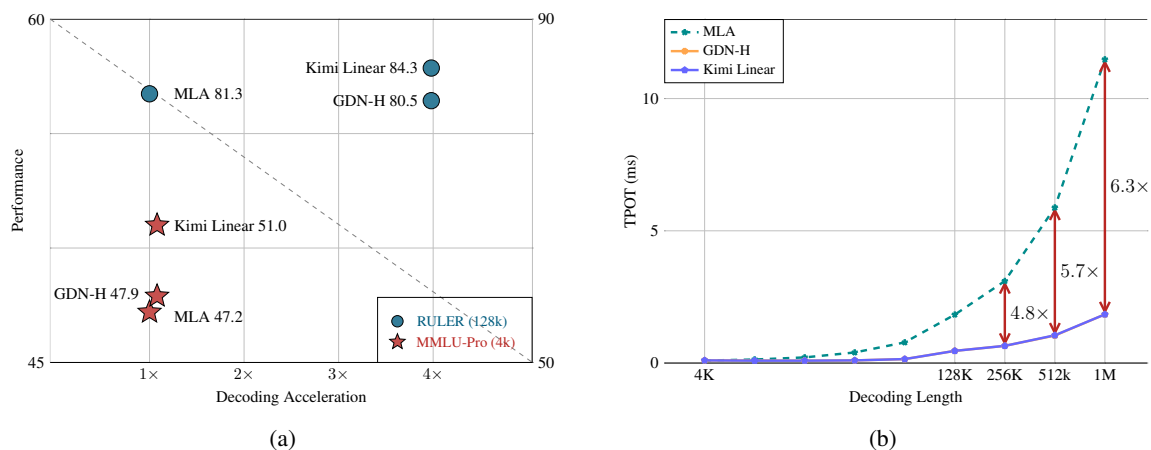 60
90
Kimi Linear 84.3
MLA 81.3
GDN-H 80.5
Performance
Kimi Linear 51.0
GDN-H 47.9
MLA 47.2
RULER (128k)
MMLU-Pro (4k)
45
50
1×
2×
3×
4×
Decoding Acceleration
(a)
MLA
GDN-H
Kimi Linear
10
5
0
TPOT (ms)
6.3×
5.7×
4.8×
4K
128K
256K
512k
1M
Decoding Length
(b)